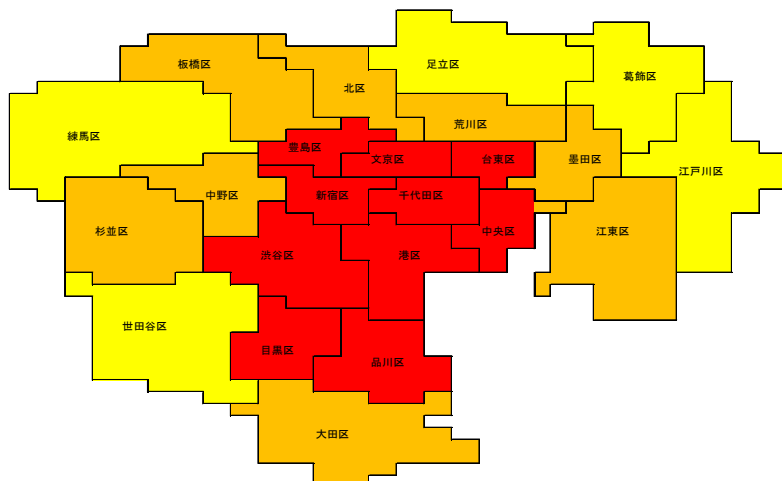 板橋区
足立区
葛飾区
北区
荒川区
練馬区
豊島区
文京区
台東区
墨田区
江戸川区
中野区
新宿区
千代田区
杉並区
渋谷区
港区
中央区
江東区
世田谷区
目黒区
品川区
大田区